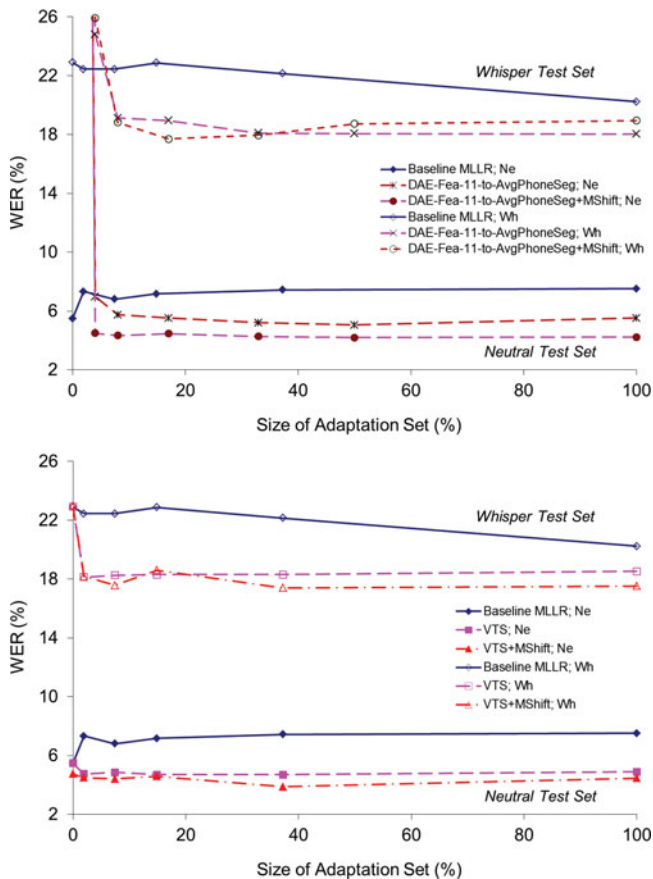 26
22
18
14
10
6
2
WER (%)
Whisper Test Set
Baseline MLLR; Ne
DAE-Fea-11-to-AvgPhoneSeg; Ne
DAE-Fea-11-to-AvgPhoneSeg+MShift; Ne
Baseline MLLR; Wh
DAE-Fea-11-to-AvgPhoneSeg; Wh
DAE-Fea-11-to-AvgPhoneSeg+MShift; Wh
Neutral Test Set
0 20 40 60 80 100
Size of Adaptation Set (%)
26
22
18
14
10
6
2
WER (%)
Whisper Test Set
Baseline MLLR; Ne
VTS; Ne
VTS+MShift; Ne
Baseline MLLR; Wh
VTS; Wh
VTS+MShift; Wh
Neutral Test Set
0 20 40 60 80 100
Size of Adaptation Set (%)